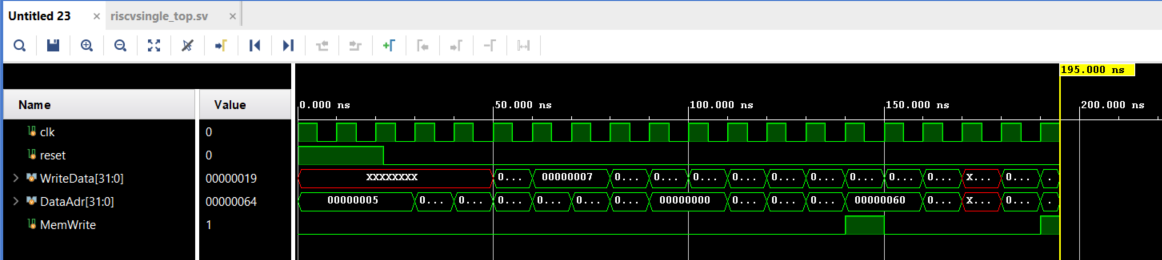 Untitled 23 × riscvsingle_top.sv ×
195.000 ns
Name Value 0.000 ns 50.000 ns 100.000 ns 150.000 ns 200.000 ns
clk 0
reset 0
WriteData[31:0] 00000019 XXXXXXXX 0... 00000007 0... 0... 0... 0... 0... 0... 0... 0... 0... X... 0... .
DataAdr[31:0] 00000064 00000005 0... 0... 0... 0... 0... 0... 00000000 0... 0... 0... 00000060 0... X... 0... .
MemWrite 1